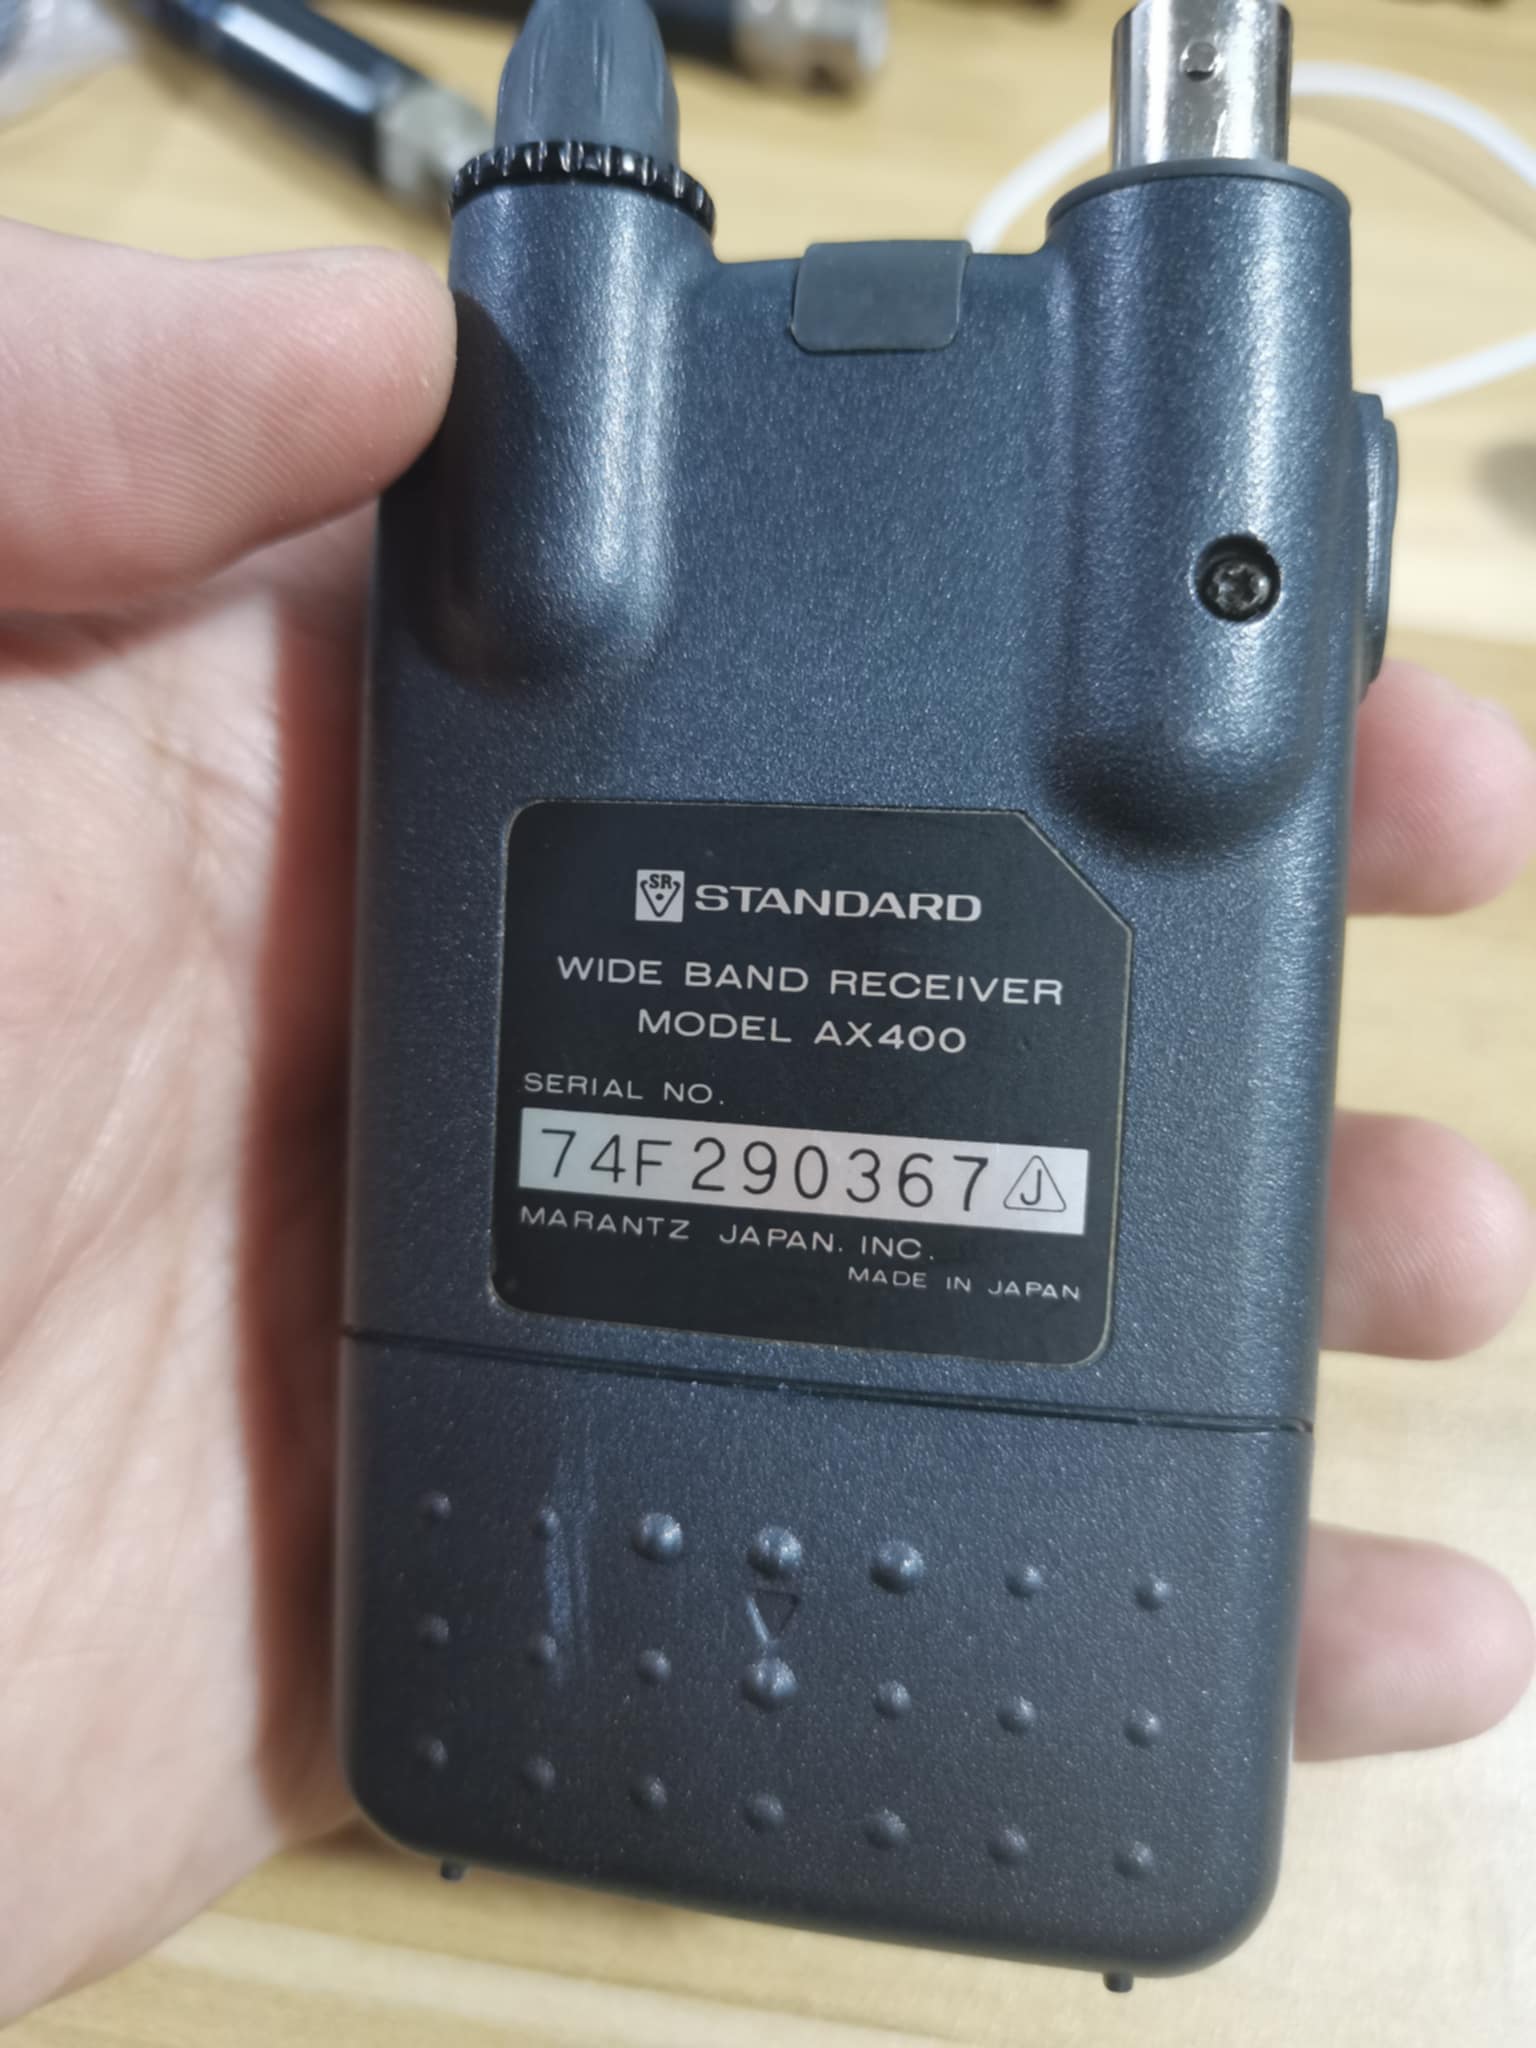 SR STANDARD
WIDE BAND RECEIVER
MODEL AX400
SERIAL NO.
74F290367 J
MARANTZ JAPAN. INC.
MADE IN JAPAN